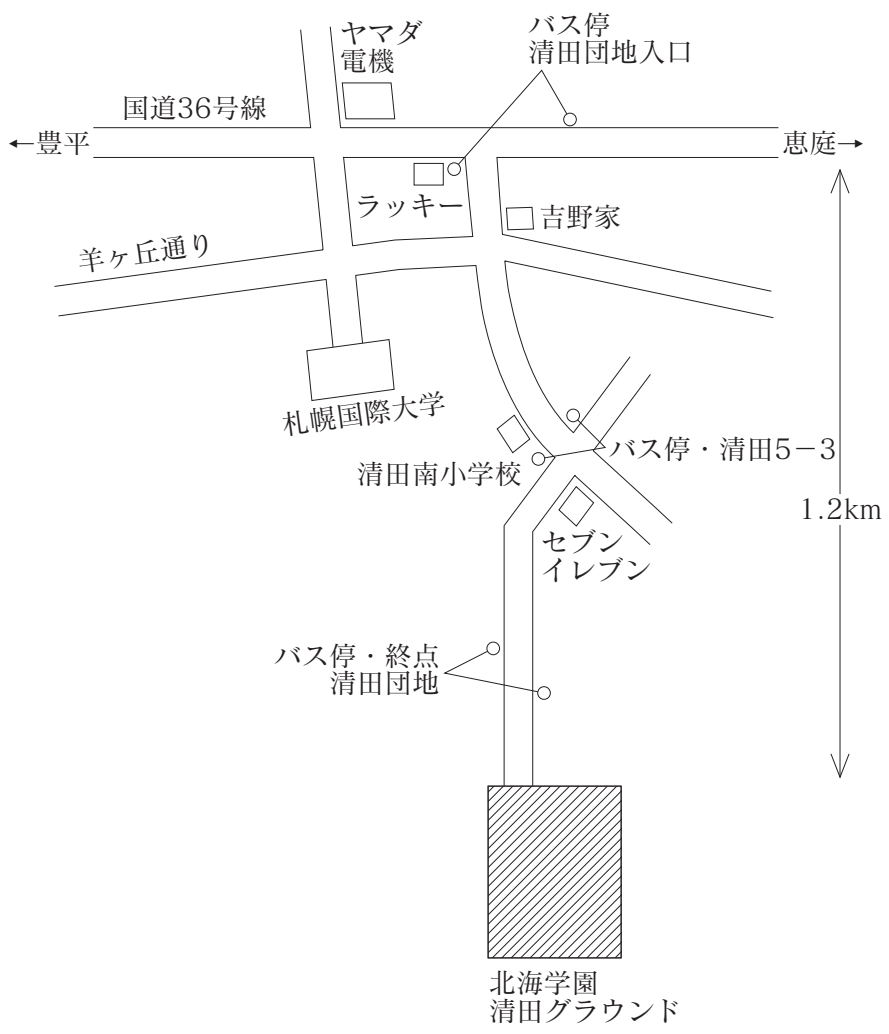 ヤマダ
電機
バス停
清田団地入口
国道36号線
←豊平
恵庭→
ラッキー
吉野家
羊ヶ丘通り
札幌国際大学
バス停・清田5−3
清田南小学校
1.2km
セブン
イレブン
バス停・終点
清田団地
北海学園
清田グラウンド